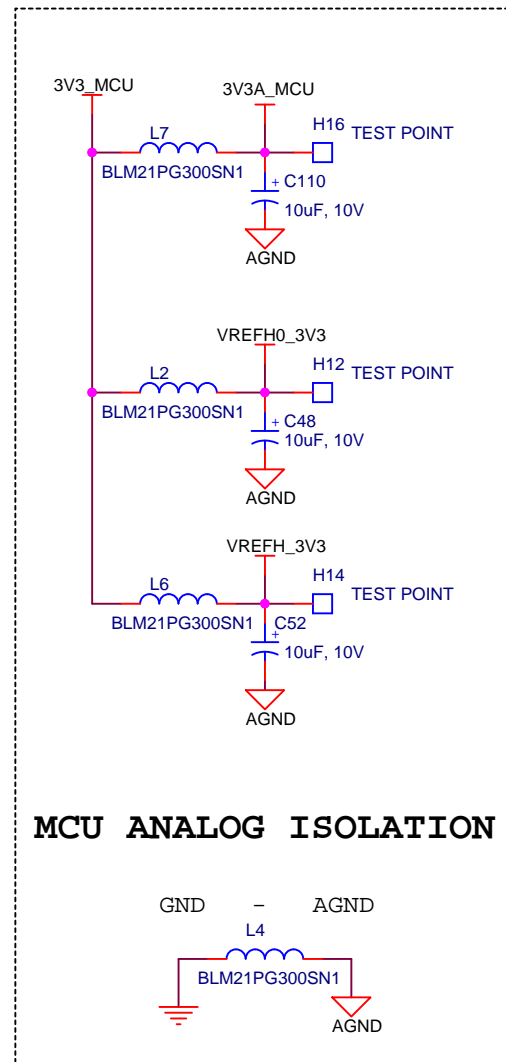 3V3_MCU
3V3A_MCU
H16
TEST POINT
L7
BLM21PG300SN1
+ C110
10uF, 10V
AGND
VREFH0_3V3
H12
TEST POINT
L2
BLM21PG300SN1
+ C48
10uF, 10V
AGND
VREFH_3V3
H14
TEST POINT
L6
BLM21PG300SN1
C52
+
10uF, 10V
AGND
MCU ANALOG ISOLATION
GND - AGND
L4
BLM21PG300SN1
AGND